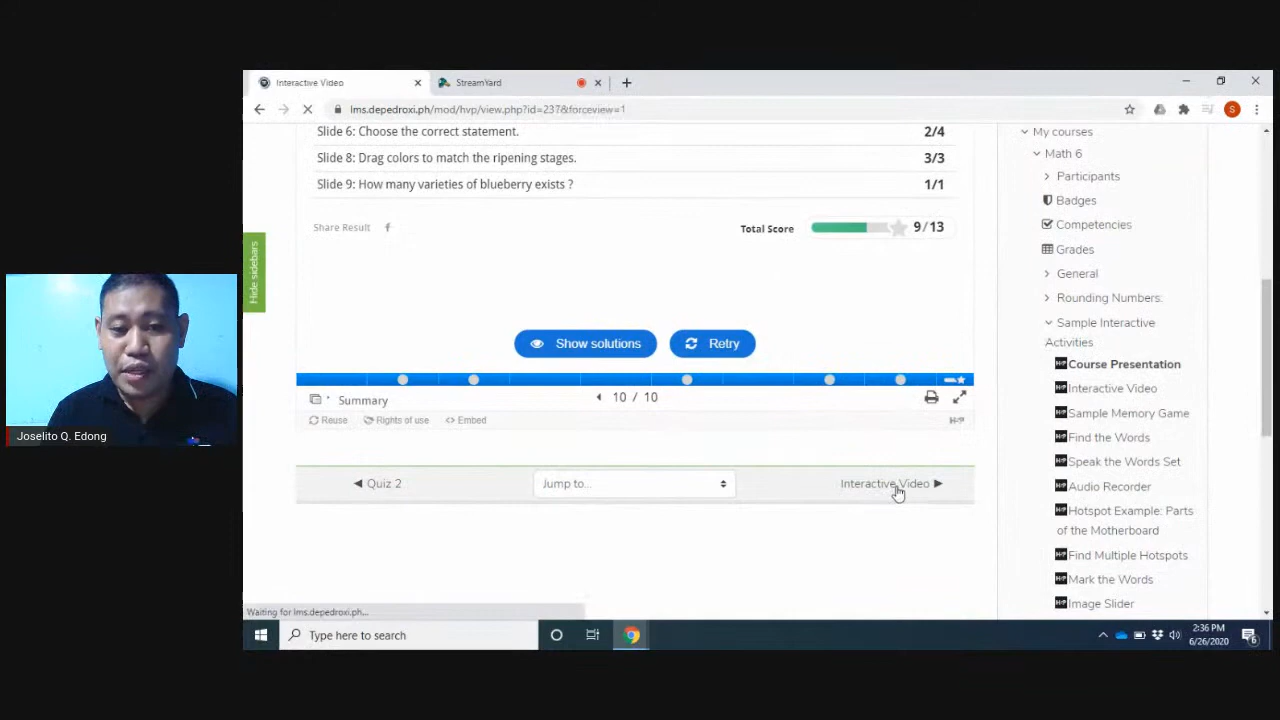 Interactive Video
StreamYard
lms.depedroxi.ph/mod/hvp/view.php?id=237&forceview=1
S
Slide 6: Choose the correct statement. 2/4
Slide 8: Drag colors to match the ripening stages. 3/3
Slide 9: How many varieties of blueberry exists ? 1/1
Share Result
Total Score 9/13
Hide sidebars
Show solutions
Retry
Summary
10 / 10
Reuse Rights of use Embed H-P
Quiz 2
Jump to...
Interactive Video
Waiting for lms.depedroxi.ph...
My courses
Math 6
Participants
Badges
Competencies
Grades
General
Rounding Numbers.
Sample Interactive
Activities
Course Presentation
Interactive Video
Sample Memory Game
Find the Words
Speak the Words Set
Audio Recorder
Hotspot Example: Parts
of the Motherboard
Find Multiple Hotspots
Mark the Words
Image Slider
Joselito Q. Edong
Type here to search
2:36 PM
6/26/2020
6